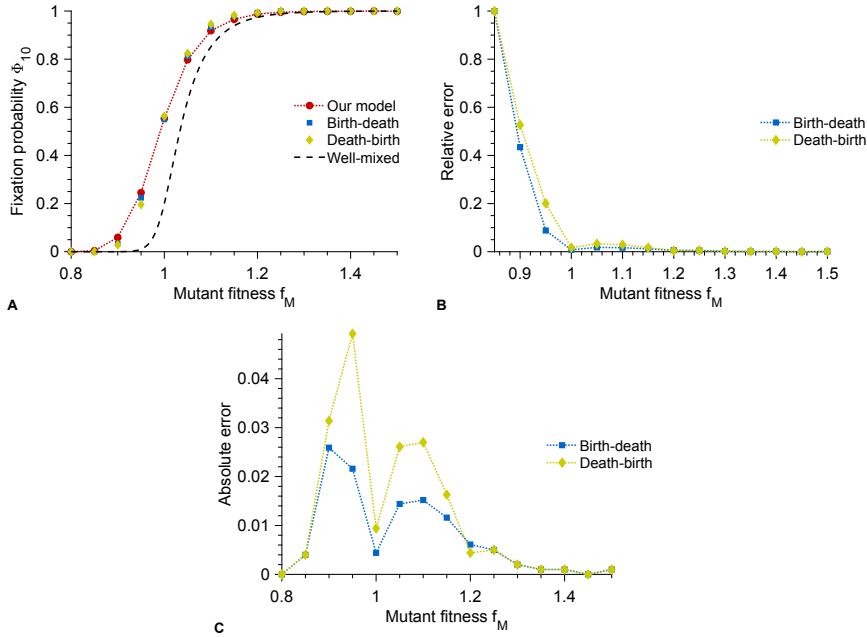 1
0.8
0.6
0.4
0.2
0
Fixation probability Φ10
0.8
1
1.2
1.4
Mutant fitness fM
Our model
Birth-death
Death-birth
Well-mixed
A
1
0.8
0.6
0.4
0.2
0
Relative error
0.9
1
1.1
1.2
1.3
1.4
1.5
Mutant fitness fM
Birth-death
Death-birth
B
0.04
0.03
0.02
0.01
0
Absolute error
0.8
1
1.2
1.4
Mutant fitness fM
Birth-death
Death-birth
C